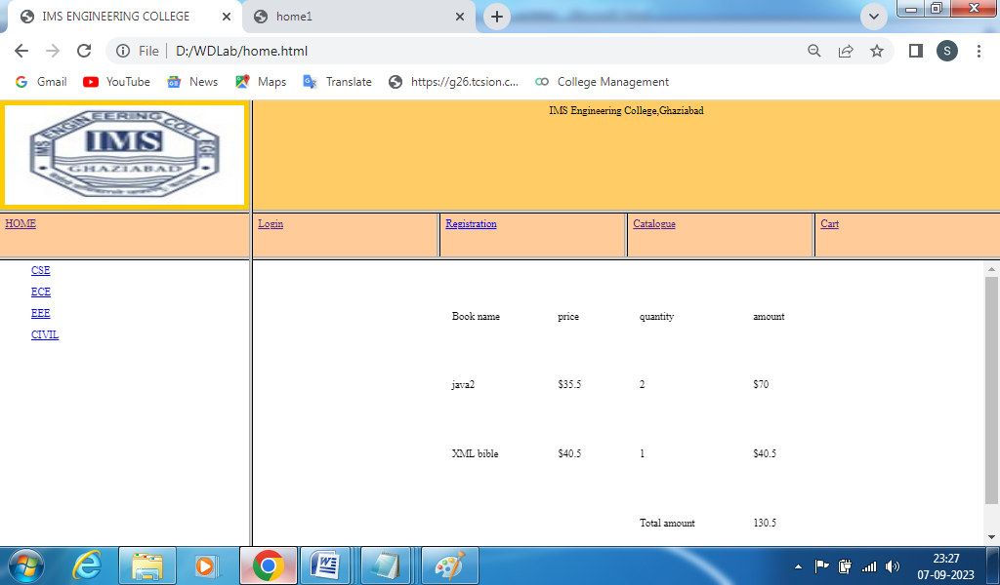 IMS ENGINEERING COLLEGE
home1
File
D:/WDLab/home.html
S
Gmail
YouTube
News
Maps
Translate
https://g26.tcsion.c...
College Management
IMS ENGINEERING COLLEGE
IMS
GHAZIABAD
IMS Engineering College,Ghaziabad
HOME
Login
Registration
Catalogue
Cart
CSE
ECE
EEE
CIVIL
Book name price quantity amount
java2 $35.5 2 $70
XML bible $40.5 1 $40.5
Total amount 130.5
23:27
07-09-2023